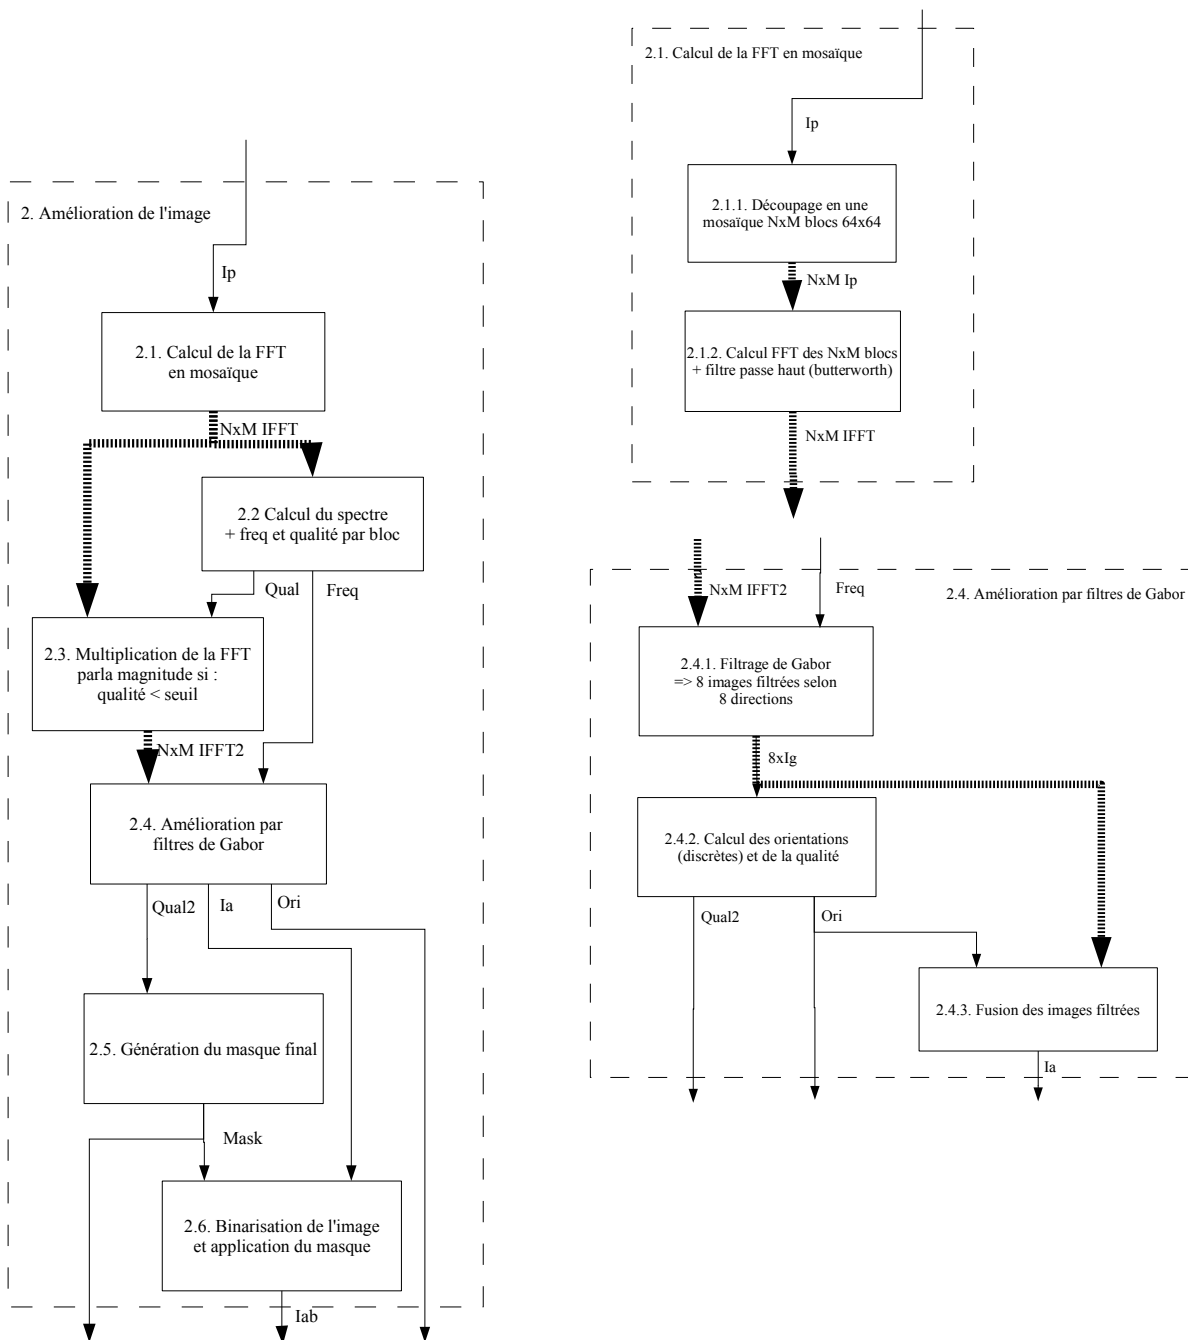 2. Amélioration de l'image
Ip
2.1. Calcul de la FFT
en mosaïque
NxM IFFT
2.2 Calcul du spectre
+ freq et qualité par bloc
Qual
Freq
2.3. Multiplication de la FFT
parla magnitude si :
qualité < seuil
NxM IFFT2
2.4. Amélioration par
filtres de Gabor
Qual2
Ia
Ori
2.5. Génération du masque final
Mask
2.6. Binarisation de l'image
et application du masque
Iab
2.1. Calcul de la FFT en mosaïque
Ip
2.1.1. Découpage en une
mosaïque NxM blocs 64x64
NxM Ip
2.1.2. Calcul FFT des NxM blocs
+ filtre passe haut (butterworth)
NxM IFFT
NxM IFFT2
Freq
2.4. Amélioration par filtres de Gabor
2.4.1. Filtrage de Gabor
=> 8 images filtrées selon
8 directions
8xIg
2.4.2. Calcul des orientations
(discrètes) et de la qualité
Qual2
Ori
2.4.3. Fusion des images filtrées
Ia